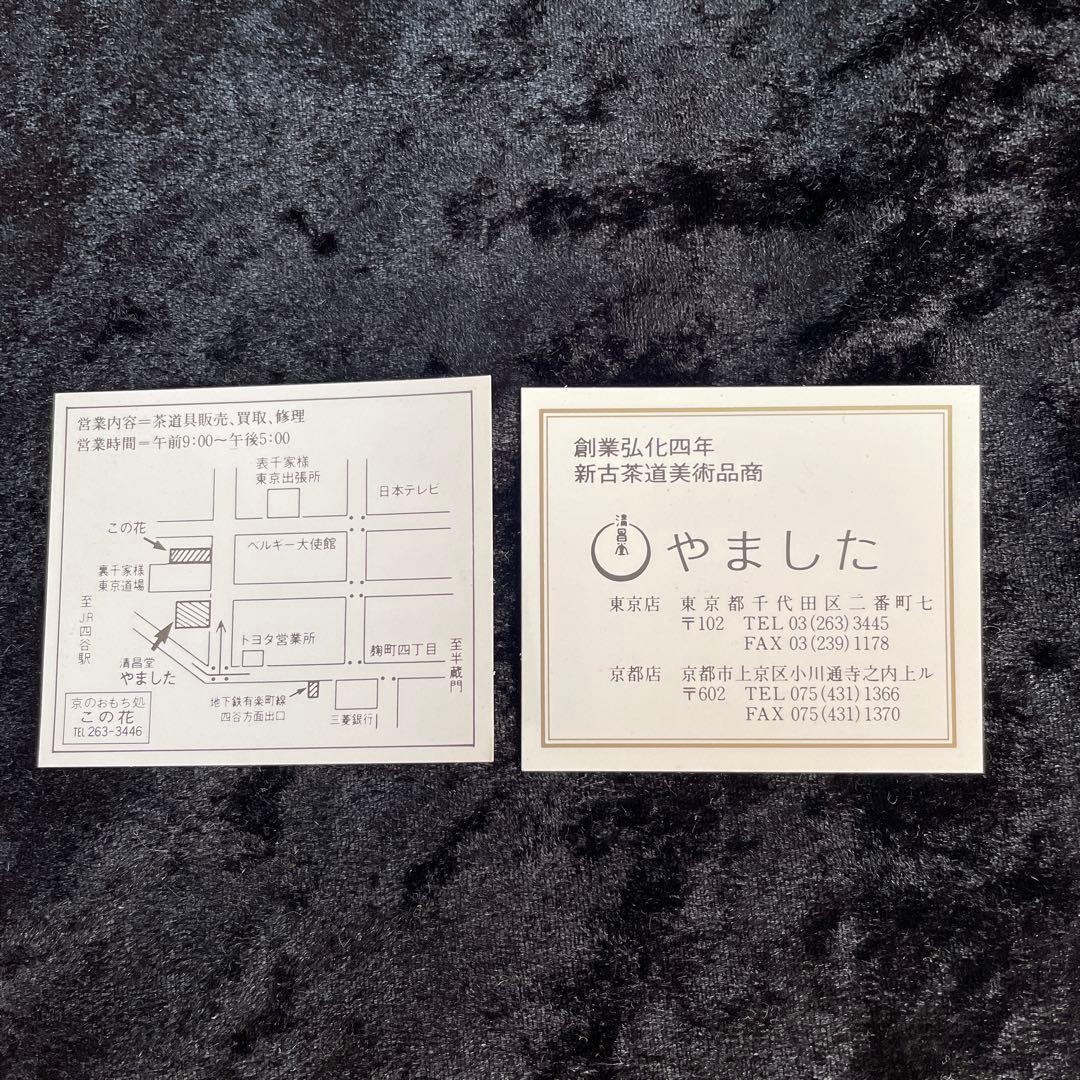 営業内容＝茶道具販売、買取、修理
営業時間＝午前9:00〜午後5:00
表千家様
東京出張所
日本テレビ
この花
ベルギー大使館
裏千家様
東京道場
至JR四谷駅
トヨタ営業所
麹町四丁目
至半蔵門
清昌堂
やました
地下鉄有楽町線
四谷方面出口
三菱銀行
京のおもち処
この花
TEL 263-3446
創業弘化四年
新古茶道美術品商
清昌堂
やました
東京店 東京都千代田区二番町七
〒102 TEL 03(263)3445
FAX 03(239)1178
京都店 京都市上京区小川通寺之内上ル
〒602 TEL 075(431)1366
FAX 075(431)1370